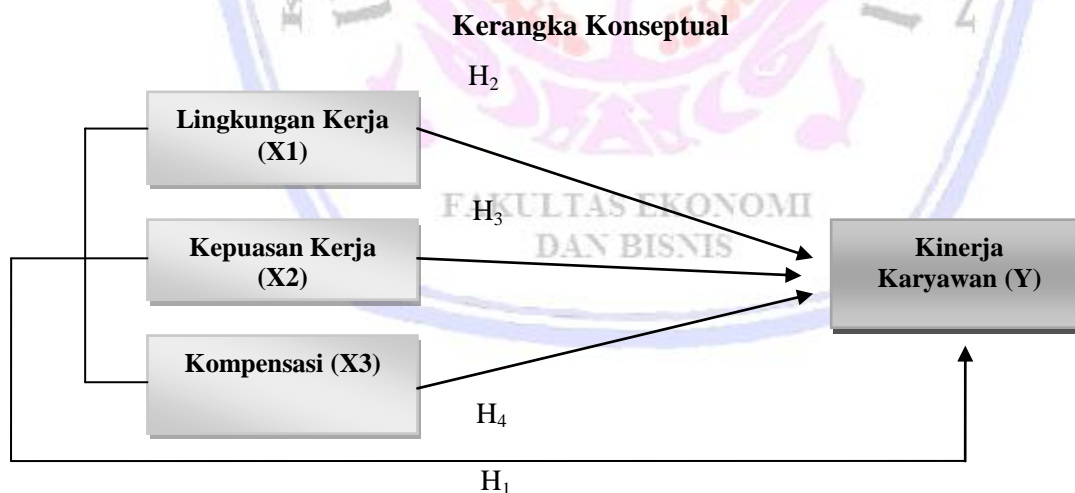 Kerangka Konseptual
H₂
Lingkungan Kerja
(X1)
FAKULTAS EKONOMI
H₃
DAN BISNIS
Kepuasan Kerja
(X2)
Kinerja
Karyawan (Y)
Kompensasi (X3)
H₄
H₁